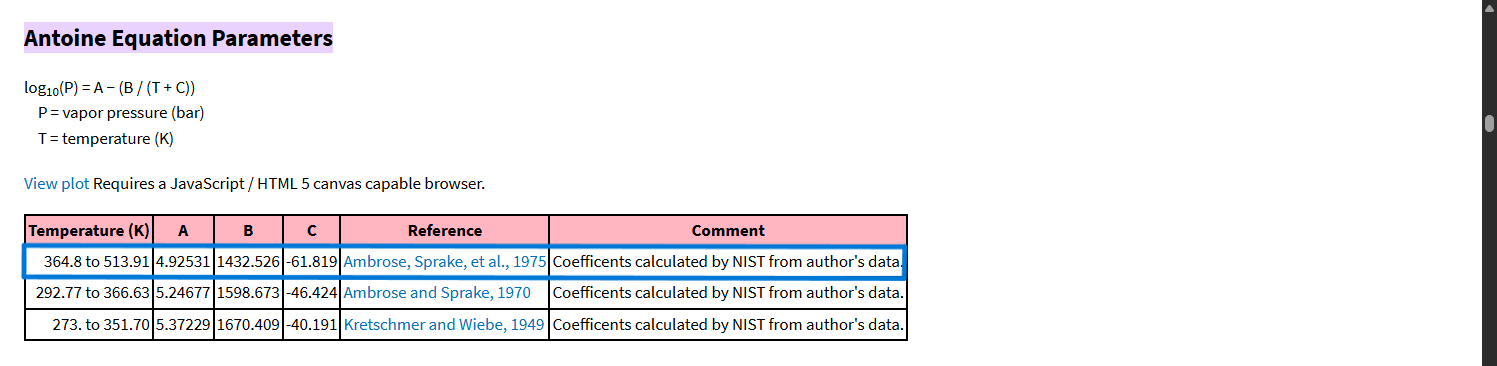 Antoine Equation Parameters
log10(P) = A − (B / (T + C))
P = vapor pressure (bar)
T = temperature (K)
View plot Requires a JavaScript / HTML 5 canvas capable browser.
Temperature (K) A B C Reference Comment
364.8 to 513.91 4.92531 1432.526 -61.819 Ambrose, Sprake, et al., 1975 Coefficents calculated by NIST from author's data.
292.77 to 366.63 5.24677 1598.673 -46.424 Ambrose and Sprake, 1970 Coefficents calculated by NIST from author's data.
273. to 351.70 5.37229 1670.409 -40.191 Kretschmer and Wiebe, 1949 Coefficents calculated by NIST from author's data.